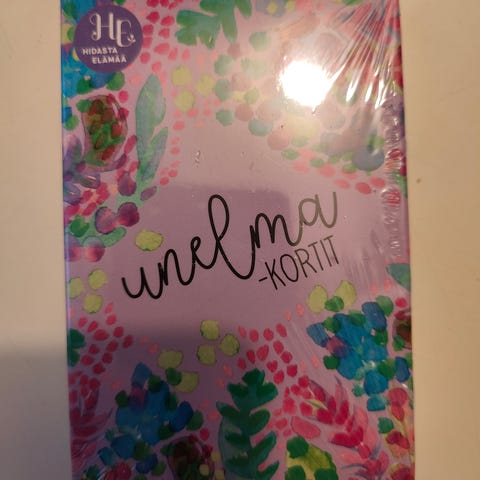 HE
HIDASTA
ELÄMÄÄ
unelma
-KORTIT